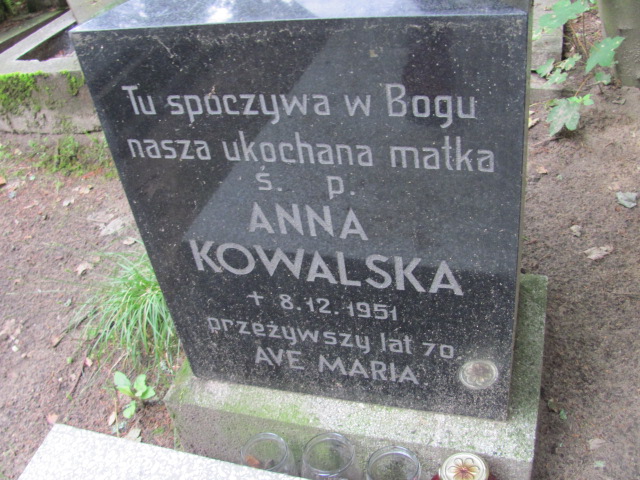 Tu spoczywa w Bogu
nasza ukochana matka
ś. p.
ANNA
KOWALSKA
+ 8.12.1951
przeżywszy lat 70.
AVE MARIA.